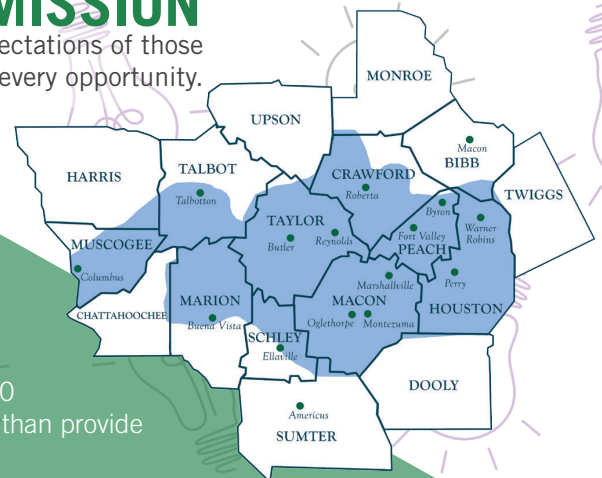 MISSION
ectations of those
every opportunity.
MONROE
UPSON
Macon
BIBB
HARRIS
TALBOT
CRAWFORD
TWIGGS
Talbotton
Roberta
Byron
TAYLOR
Warner
Robins
MUSCOGEE
Butler
Reynolds
Fort Valley
PEACH
Columbus
Marshallville
Perry
MARION
MACON
HOUSTON
CHATTAHOOCHEE
Buena Vista
Oglethorpe
Montezuma
SCHLEY
Ellaville
DOOLY
0
than provide
Americus
SUMTER